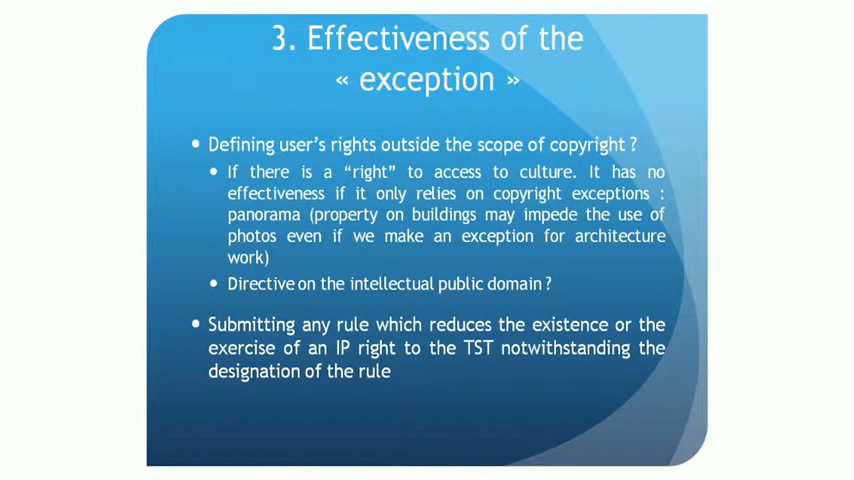 3. Effectiveness of the
« exception »
• Defining user's rights outside the scope of copyright ?
• If there is a “right” to access to culture. It has no
effectiveness if it only relies on copyright exceptions :
panorama (property on buildings may impede the use of
photos even if we make an exception for architecture
work)
• Directive on the intellectual public domain ?
• Submitting any rule which reduces the existence or the
exercise of an IP right to the TST notwithstanding the
designation of the rule